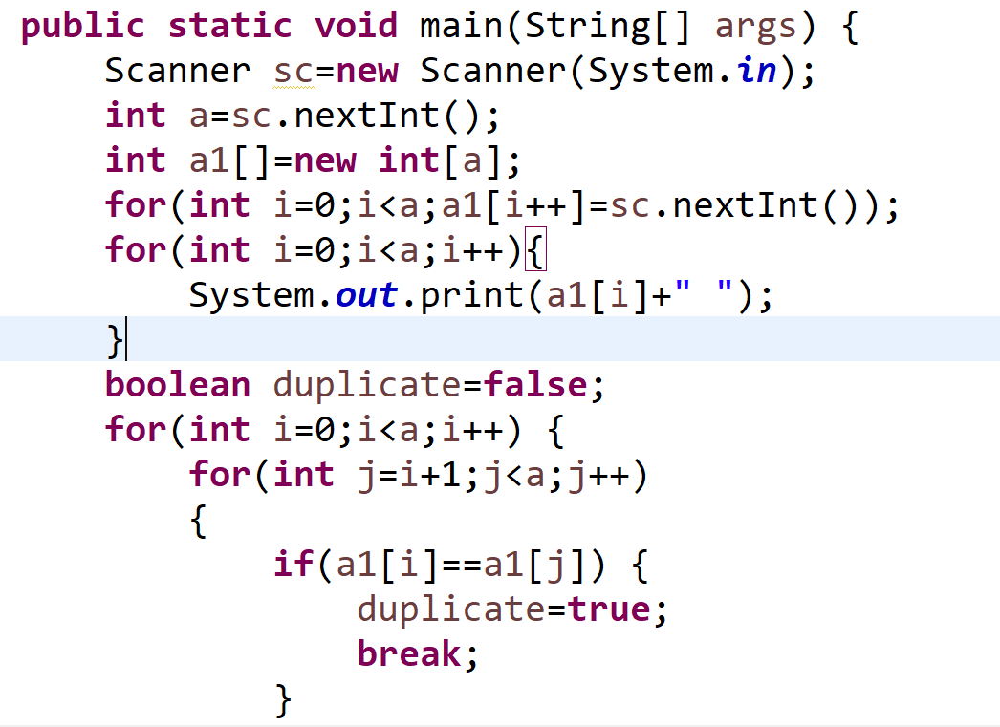 public static void main(String[] args) {
    Scanner sc=new Scanner(System.in);
    int a=sc.nextInt();
    int a1[]=new int[a];
    for(int i=0;i<a;a1[i++]=sc.nextInt());
    for(int i=0;i<a;i++){
        System.out.print(a1[i]+" ");
    }
    boolean duplicate=false;
    for(int i=0;i<a;i++) {
        for(int j=i+1;j<a;j++)
        {
            if(a1[i]==a1[j]) {
                duplicate=true;
                break;
            }